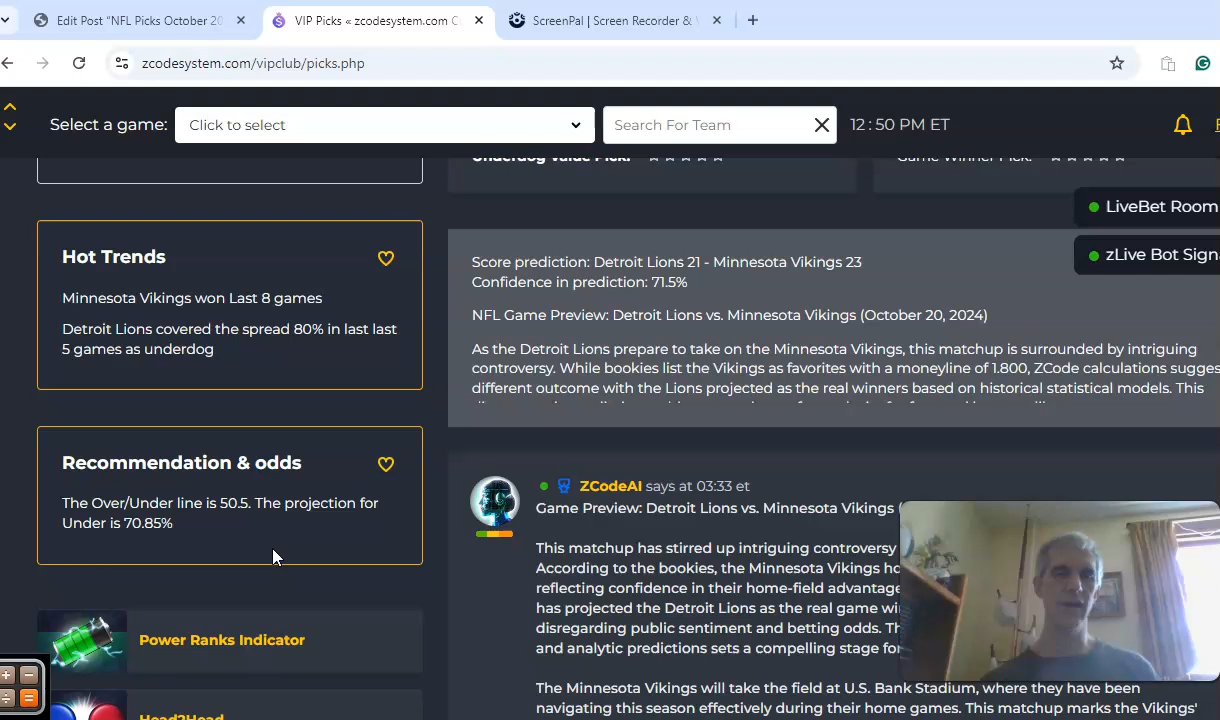 Edit Post "NFL Picks October 20
VIP Picks « zcodesystem.com C
ScreenPal | Screen Recorder &
zcodesystem.com/vipclub/picks.php
Select a game:
Click to select
Search For Team
12 : 50 PM ET
Underdog Value Pick:
Game Winner Pick:
LiveBet Room
zLive Bot Signa
Hot Trends
Minnesota Vikings won Last 8 games
Detroit Lions covered the spread 80% in last last
5 games as underdog
Score prediction: Detroit Lions 21 - Minnesota Vikings 23
Confidence in prediction: 71.5%
NFL Game Preview: Detroit Lions vs. Minnesota Vikings (October 20, 2024)
As the Detroit Lions prepare to take on the Minnesota Vikings, this matchup is surrounded by intriguing
controversy. While bookies list the Vikings as favorites with a moneyline of 1.800, ZCode calculations sugges
different outcome with the Lions projected as the real winners based on historical statistical models. This
Recommendation & odds
The Over/Under line is 50.5. The projection for
Under is 70.85%
Power Ranks Indicator
Head2Head
ZCodeAI says at 03:33 et
Game Preview: Detroit Lions vs. Minnesota Vikings (
This matchup has stirred up intriguing controversy
According to the bookies, the Minnesota Vikings ho
reflecting confidence in their home-field advantage
has projected the Detroit Lions as the real game wi
disregarding public sentiment and betting odds. Th
and analytic predictions sets a compelling stage for
The Minnesota Vikings will take the field at U.S. Bank Stadium, where they have been
navigating this season effectively during their home games. This matchup marks the Vikings'